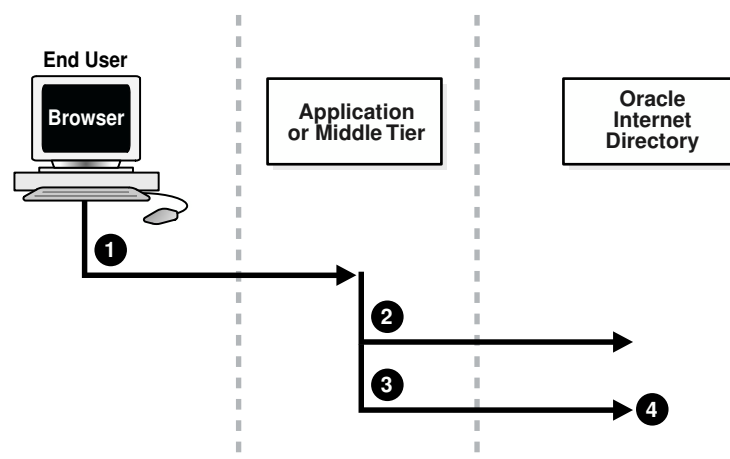 End User
Browser
Application
or Middle Tier
Oracle
Internet
Directory
1
2
3
4